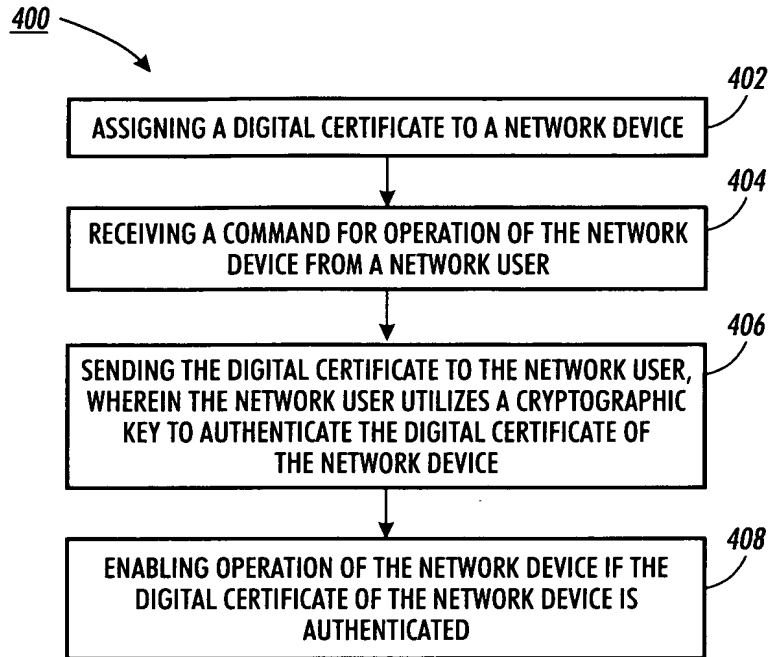 400
402
ASSIGNING A DIGITAL CERTIFICATE TO A NETWORK DEVICE
404
RECEIVING A COMMAND FOR OPERATION OF THE NETWORK
DEVICE FROM A NETWORK USER
406
SENDING THE DIGITAL CERTIFICATE TO THE NETWORK USER,
WHEREIN THE NETWORK USER UTILIZES A CRYPTOGRAPHIC
KEY TO AUTHENTICATE THE DIGITAL CERTIFICATE OF
THE NETWORK DEVICE
408
ENABLING OPERATION OF THE NETWORK DEVICE IF THE
DIGITAL CERTIFICATE OF THE NETWORK DEVICE IS
AUTHENTICATED